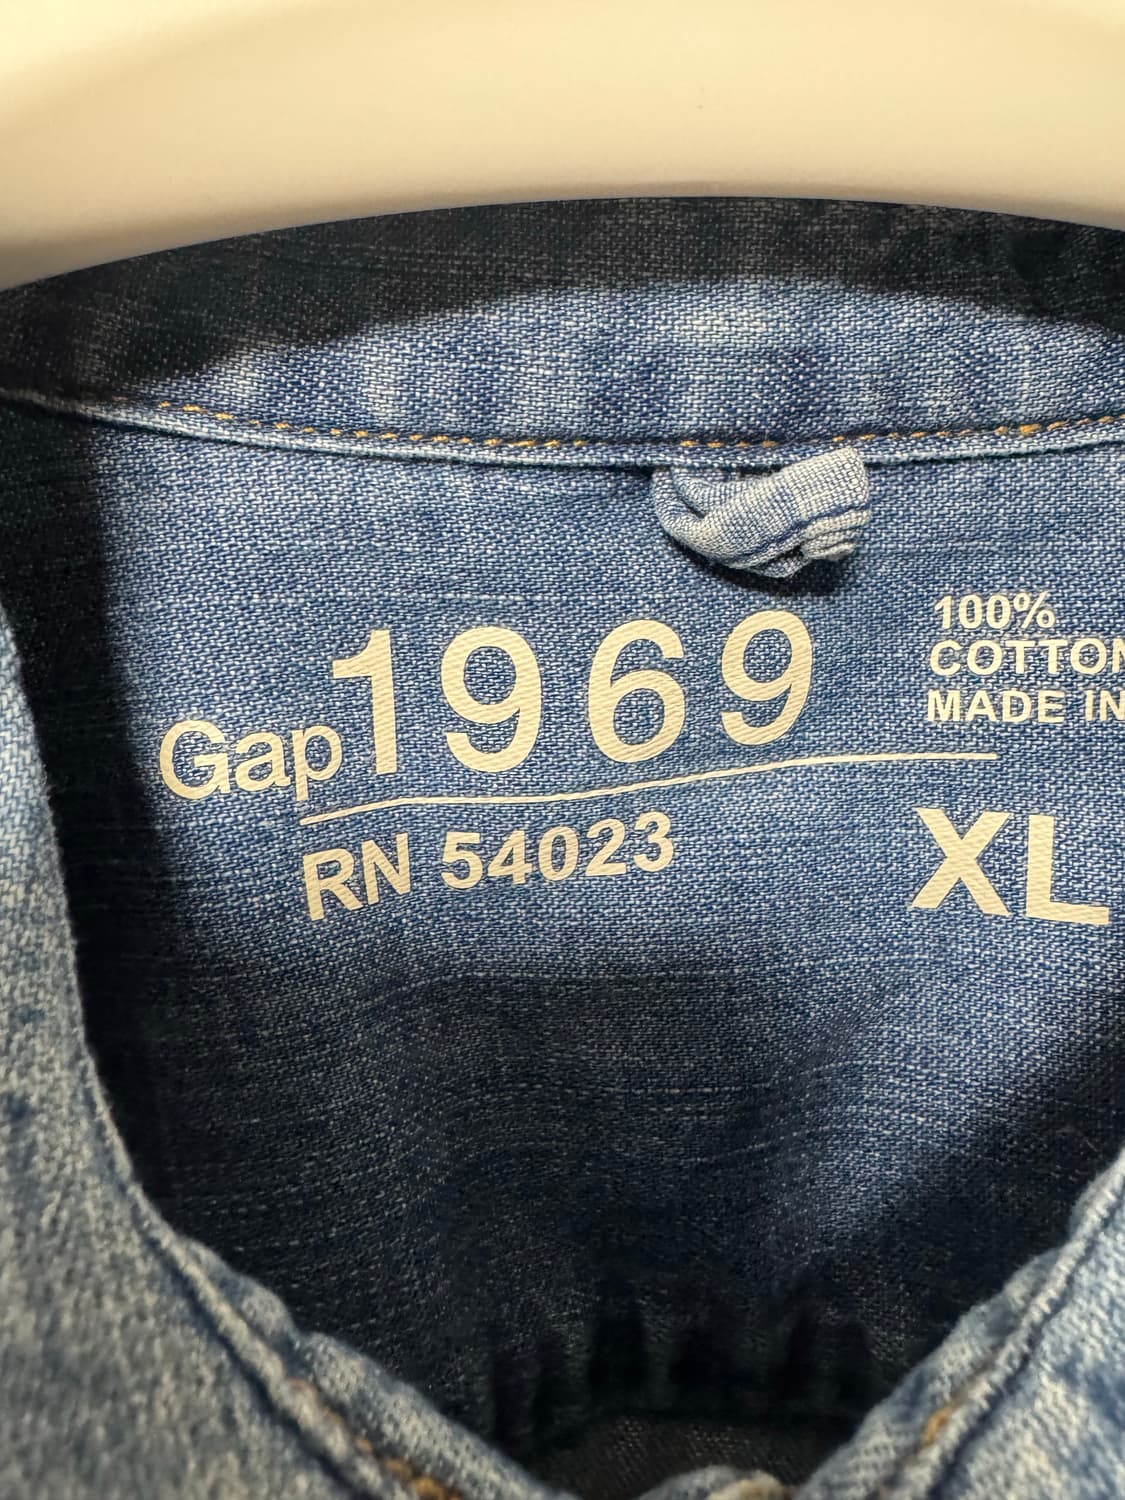 Gap1969
RN 54023
100%
COTTON
MADE IN
XL